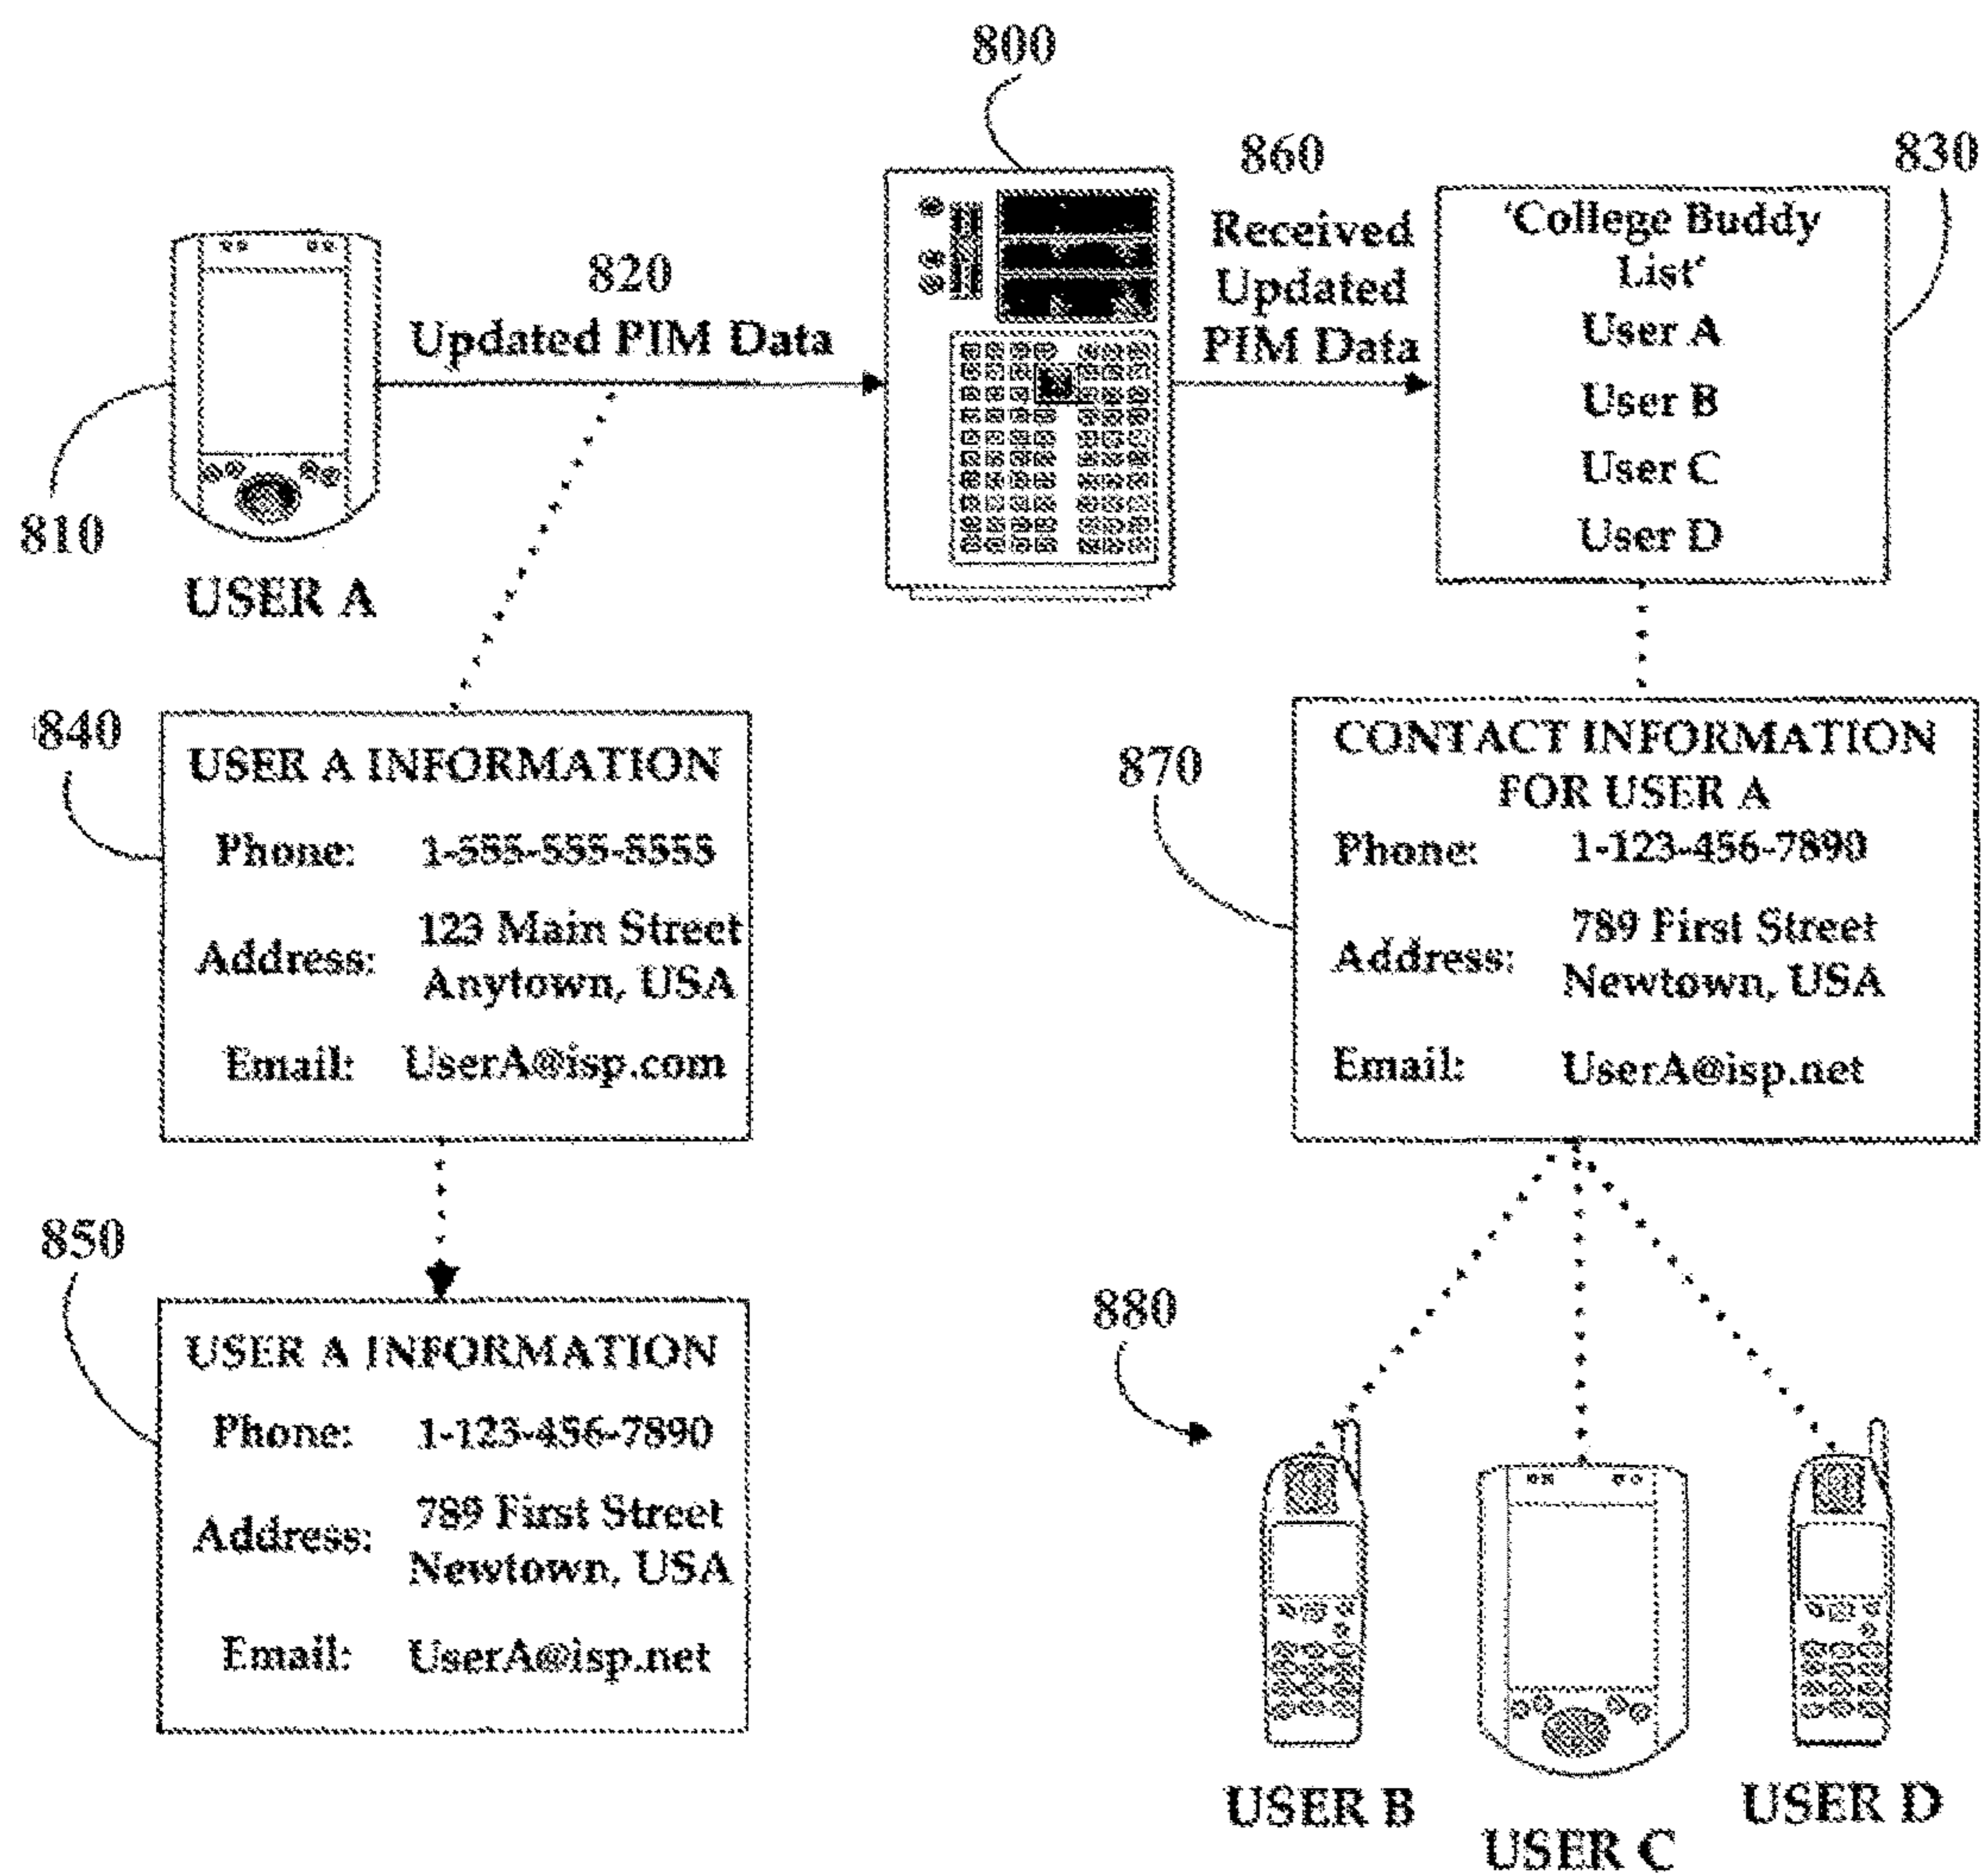 800
860
830
Received
Updated
PIM Data
'College Buddy
List'
User A
User B
User C
User D
820
Updated PIM Data
810
USER A
840
USER A INFORMATION
Phone: 1-555-555-5555
Address: 123 Main Street
Anytown, USA
Email: UserA@isp.com
870
CONTACT INFORMATION
FOR USER A
Phone: 1-123-456-7890
Address: 789 First Street
Newtown, USA
Email: UserA@isp.net
850
USER A INFORMATION
Phone: 1-123-456-7890
Address: 789 First Street
Newtown, USA
Email: UserA@isp.net
880
USER B
USER C
USER D